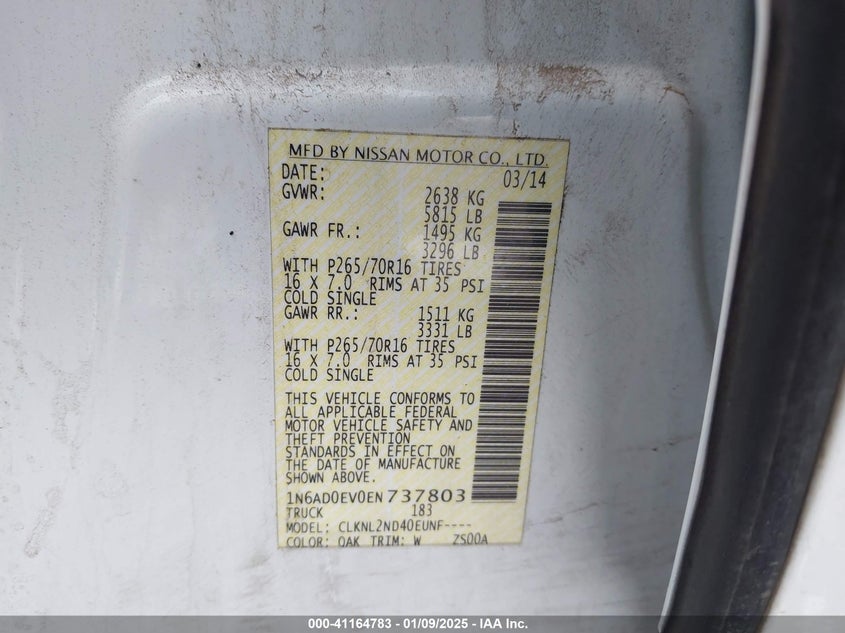 MFD BY NISSAN MOTOR CO., LTD.
DATE: 03/14
GVWR: 2638 KG
5815 LB
GAWR FR.: 1495 KG
3296 LB
WITH P265/70R16 TIRES
16 X 7.0 RIMS AT 35 PSI
COLD SINGLE
GAWR RR.: 1511 KG
3331 LB
WITH P265/70R16 TIRES
16 X 7.0 RIMS AT 35 PSI
COLD SINGLE
THIS VEHICLE CONFORMS TO
ALL APPLICABLE FEDERAL
MOTOR VEHICLE SAFETY AND
THEFT PREVENTION
STANDARDS IN EFFECT ON
THE DATE OF MANUFACTURE
SHOWN ABOVE.
1N6AD0EV0EN737803
TRUCK 183
MODEL: CLKNL2ND40EUNF----
COLOR: QAK TRIM: W ZS00A
000-41164783 - 01/09/2025 - IAA Inc.